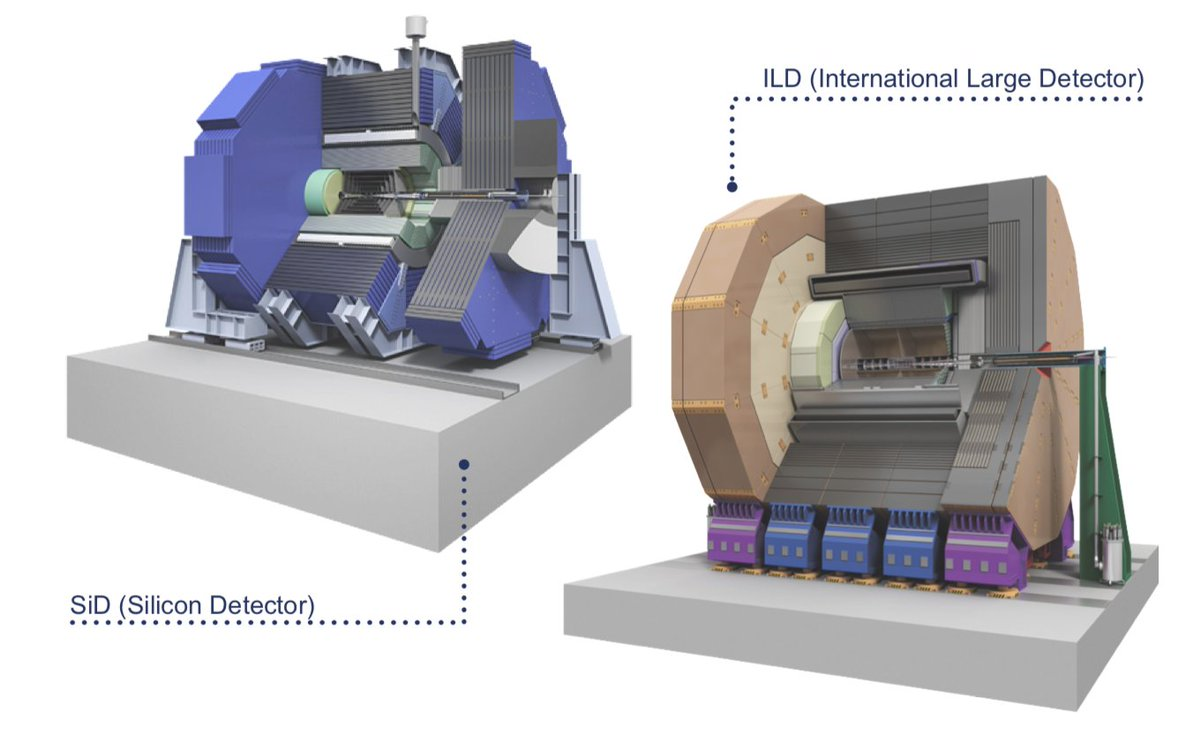 ILD (International Large Detector)
SiD (Silicon Detector)